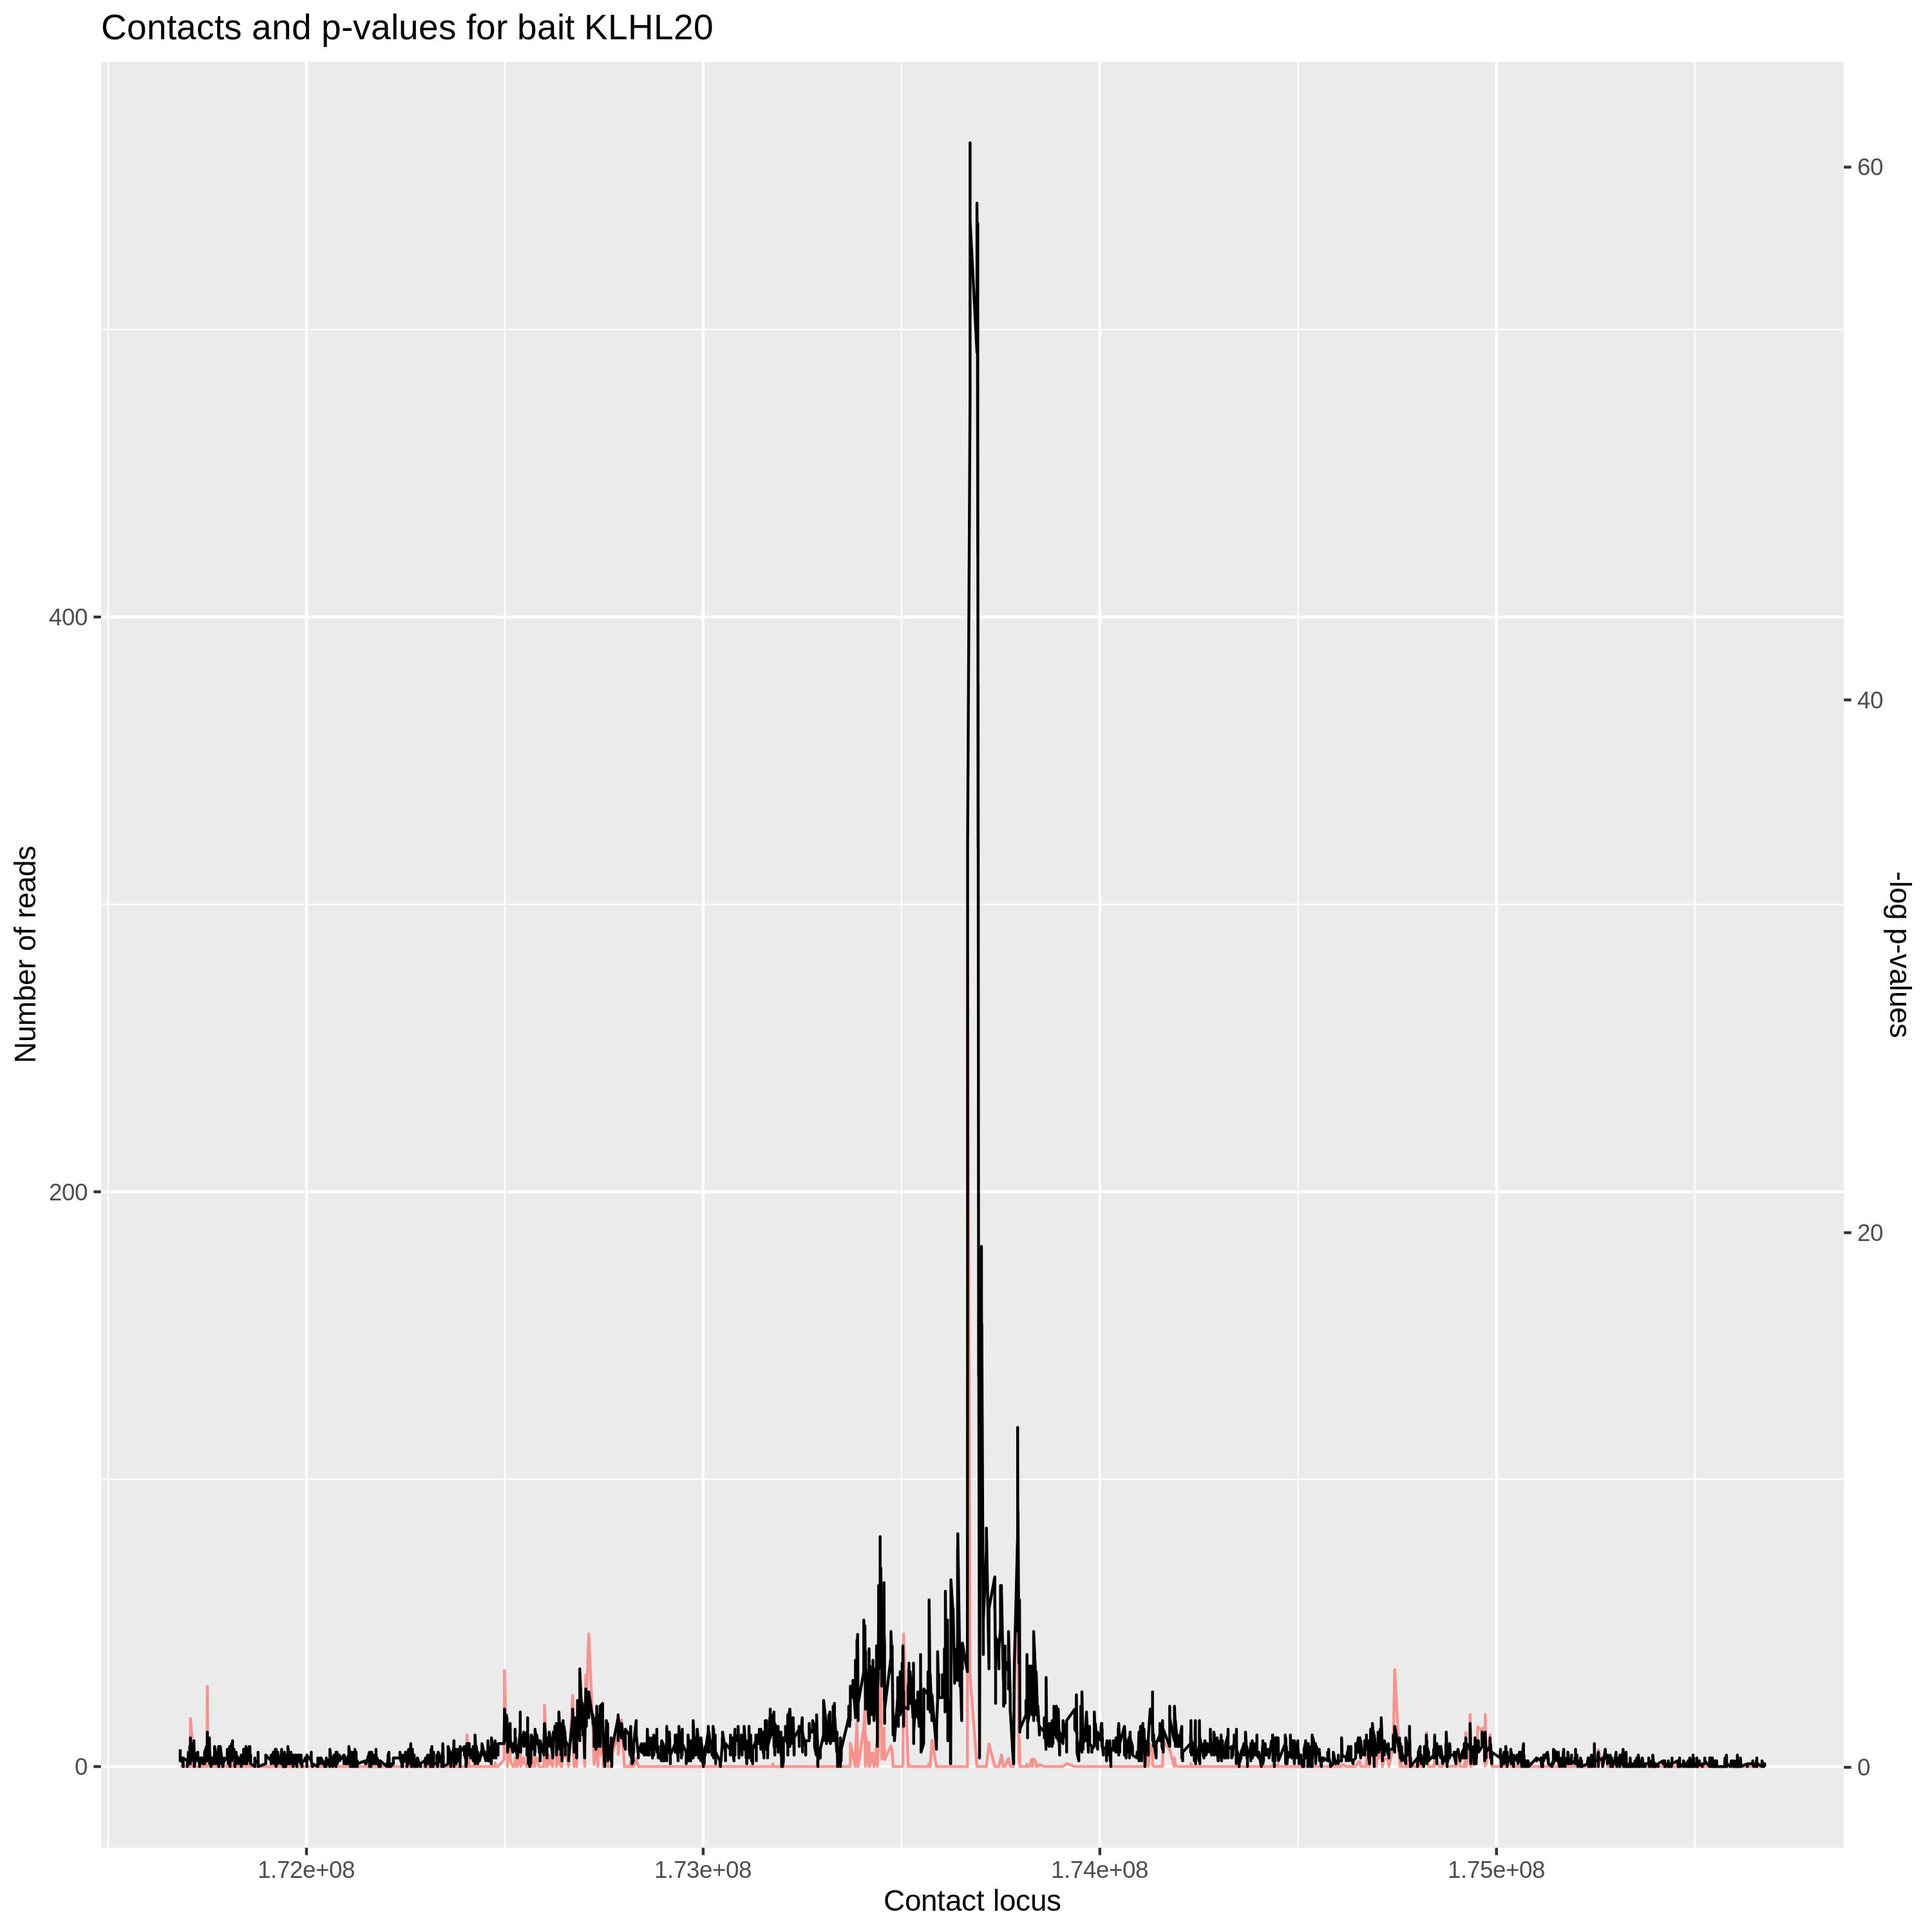 Contacts and p-values for bait KLHL20
Number of reads
400
200
0
60
40
20
0
-log p-values
1.72e+08
1.73e+08
1.74e+08
1.75e+08
Contact locus